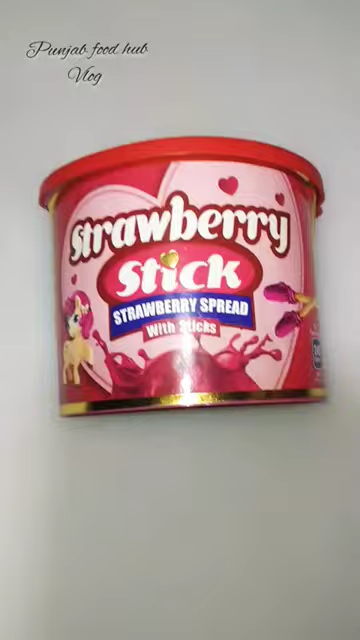 Punjab food hub
Vlog
Strawberry
Stick
STRAWBERRY SPREAD
With Sticks